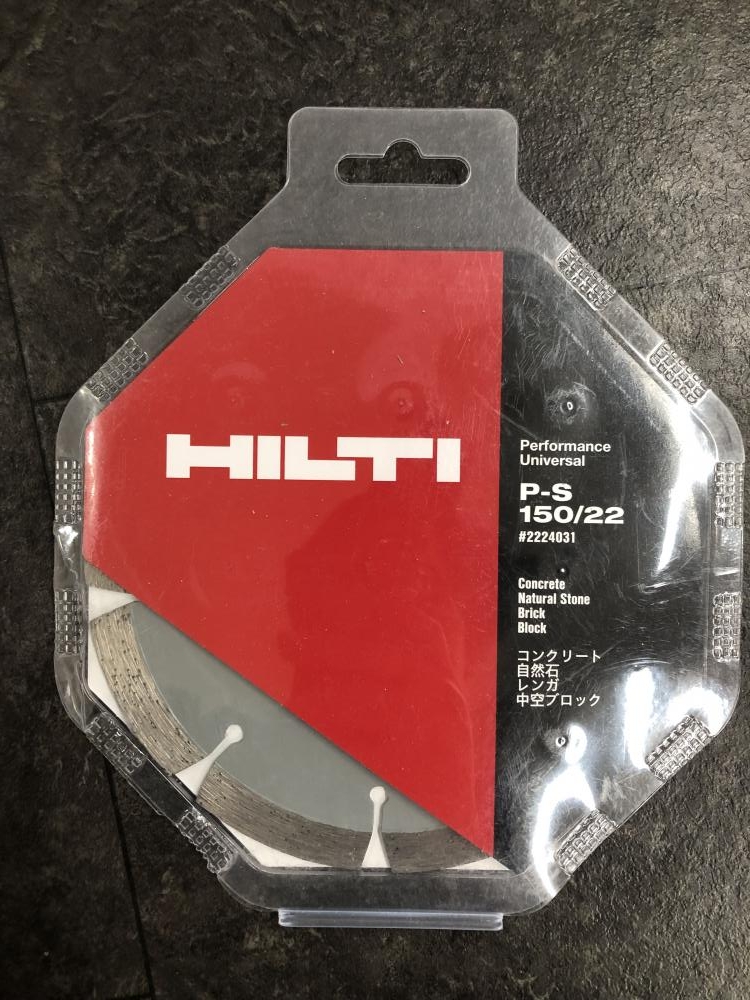 HILTI
Performance
Universal
P-S
150/22
#2224031
Concrete
Natural Stone
Brick
Block
コンクリート
自然石
レンガ
中空ブロック